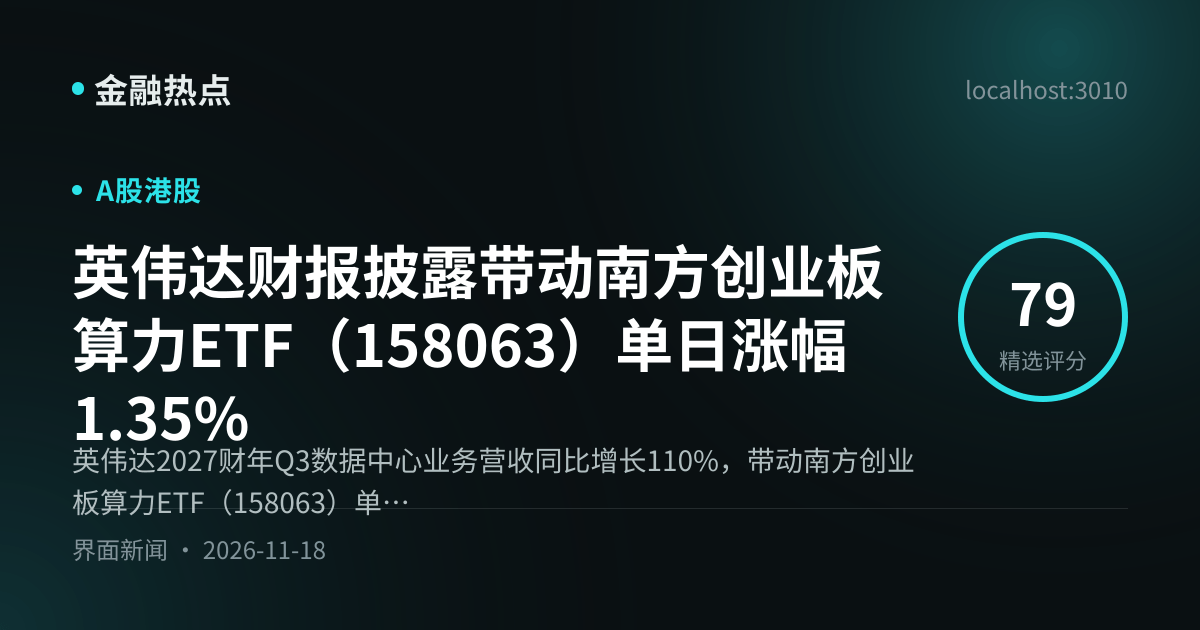 金融热点
localhost:3010
A股港股
英伟达财报披露带动南方创业板
算力ETF（158063）单日涨幅
1.35%
79
精选评分
英伟达2027财年Q3数据中心业务营收同比增长110%，带动南方创业
板算力ETF（158063）单…
界面新闻 · 2026-11-18